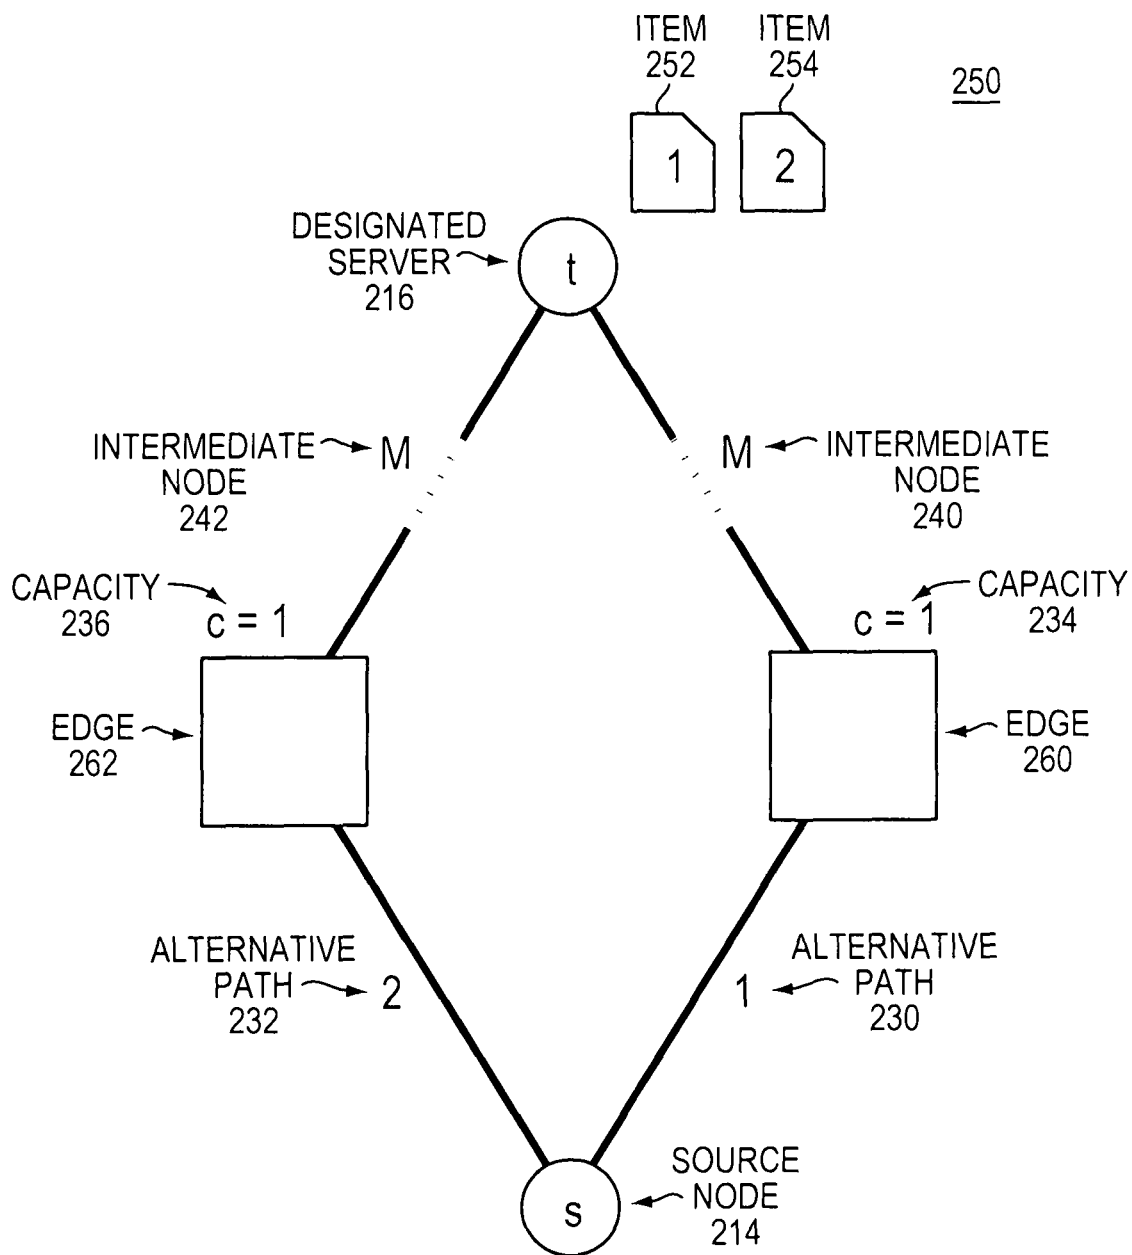 ITEM
252
ITEM
254
250
1
2
DESIGNATED
SERVER
216
t
INTERMEDIATE
NODE
242
M
M
INTERMEDIATE
NODE
240
CAPACITY
236
c = 1
c = 1
CAPACITY
234
EDGE
262
EDGE
260
ALTERNATIVE
PATH
232
2
1
ALTERNATIVE
PATH
230
s
SOURCE
NODE
214